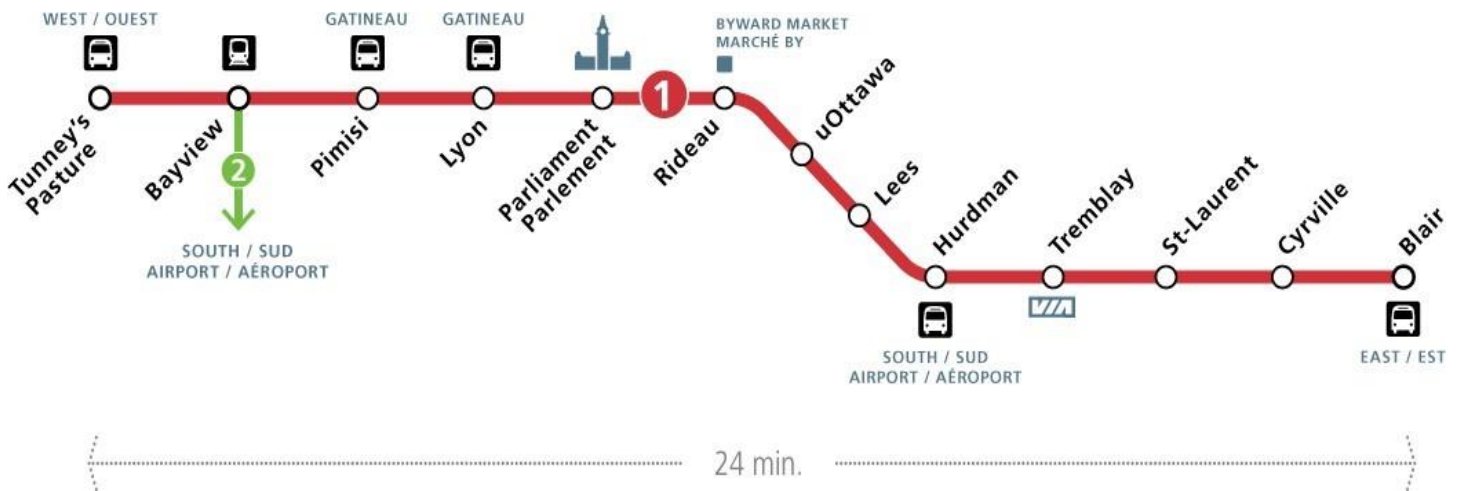 WEST / OUEST
GATINEAU
GATINEAU
BYWARD MARKET
MARCHÉ BY
1
Tunney's
Pasture
Bayview
2
SOUTH / SUD
AIRPORT / AÉROPORT
Pimisi
Lyon
Parliament
Parlement
Rideau
uOttawa
Lees
Hurdman
SOUTH / SUD
AIRPORT / AÉROPORT
Tremblay
VIA
St-Laurent
Cyrville
Blair
EAST / EST
24 min.